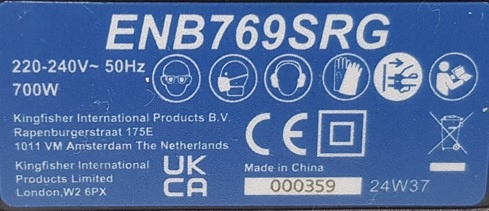 ENB769SRG
220-240V~ 50Hz
700W
Kingfisher International Products B.V.
Rapenburgerstraat 175E
1011 VM Amsterdam The Netherlands
Kingfisher International
Products Limited
London,W2 6PX
UK
CA
CE
Made in China
000359
24W37